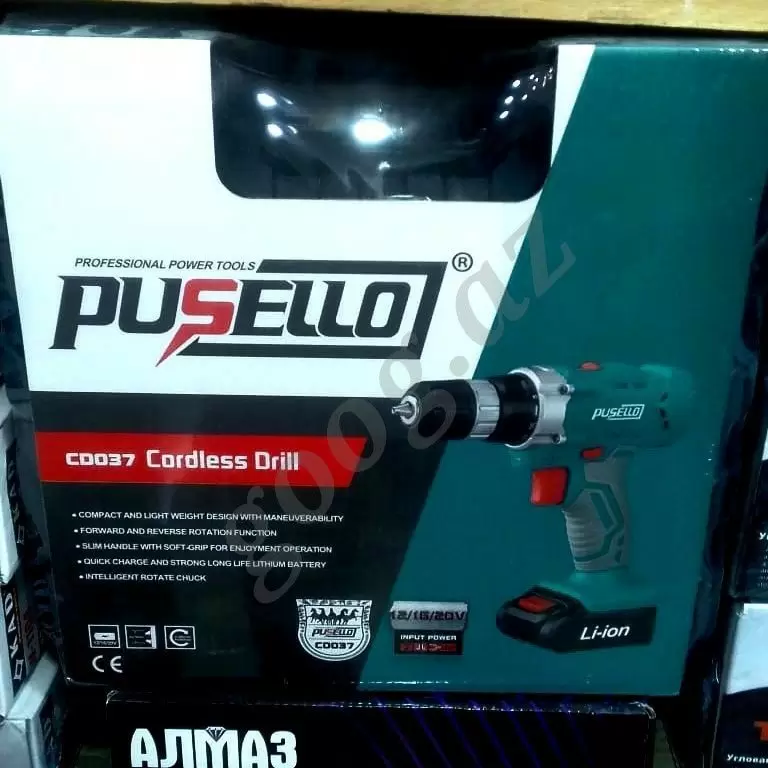 PROFESSIONAL POWER TOOLS
PUSELLO®
CD037 Cordless Drill
• COMPACT AND LIGHT WEIGHT DESIGN WITH MANEUVERABILITY
• FORWARD AND REVERSE ROTATION FUNCTION
• SLIM HANDLE WITH SOFT-GRIP FOR ENJOYMENT OPERATION
• QUICK CHARGE AND STRONG LONG LIFE LITHIUM BATTERY
• INTELLIGENT ROTATE CHUCK
PUSELLO
Li-ion
12/16/20V
INPUT POWER
PUSELLO
CD037
CE
goog.az
АЛМАЗ